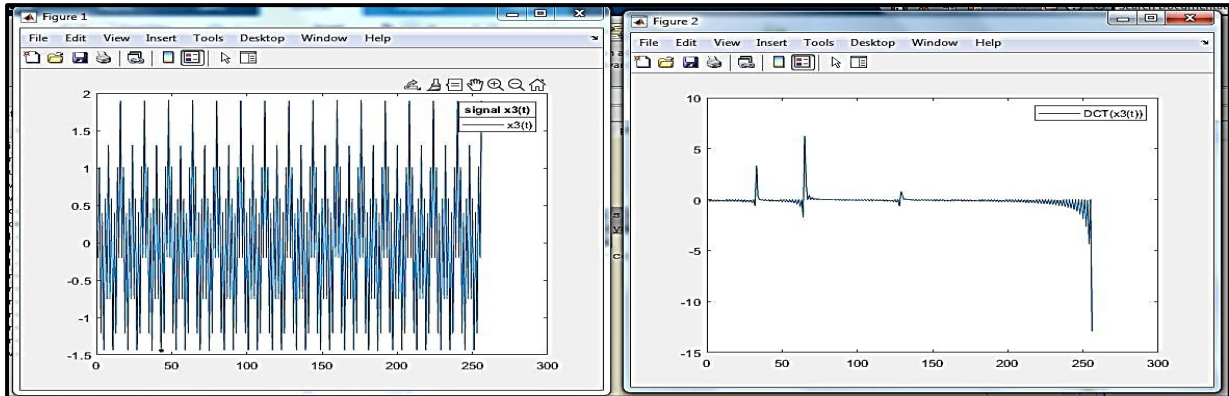 Figure 1
File Edit View Insert Tools Desktop Window Help
signal x3(t)
x3(t)
2
1.5
1
0.5
0
-0.5
-1
-1.5
0 50 100 150 200 250 300
Figure 2
File Edit View Insert Tools Desktop Window Help
DCT(x3(t))
10
5
0
-5
-10
-15
0 50 100 150 200 250 300